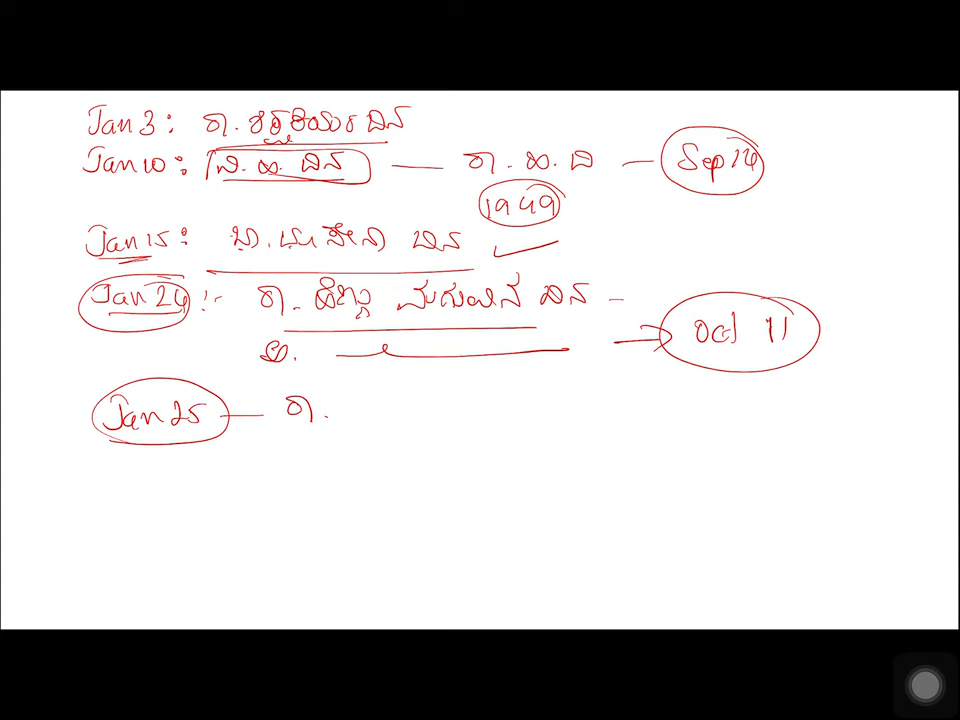 Jan 3: ರಾ. ಶಿಕ್ಷಕಿಯರ ದಿನ
Jan 10: ವಿ. ಹಿ. ದಿನ — ರಾ. ಹಿ. ದಿ — Sep 14
1949
Jan 15: ಭಾ. ಭೂ ಸೇನಾ ದಿನ
Jan 24: ರಾ. ಹೆಣ್ಣು ಮಗುವಿನ ದಿನ –
ಅ. — Oct 11
Jan 25 — ರಾ.